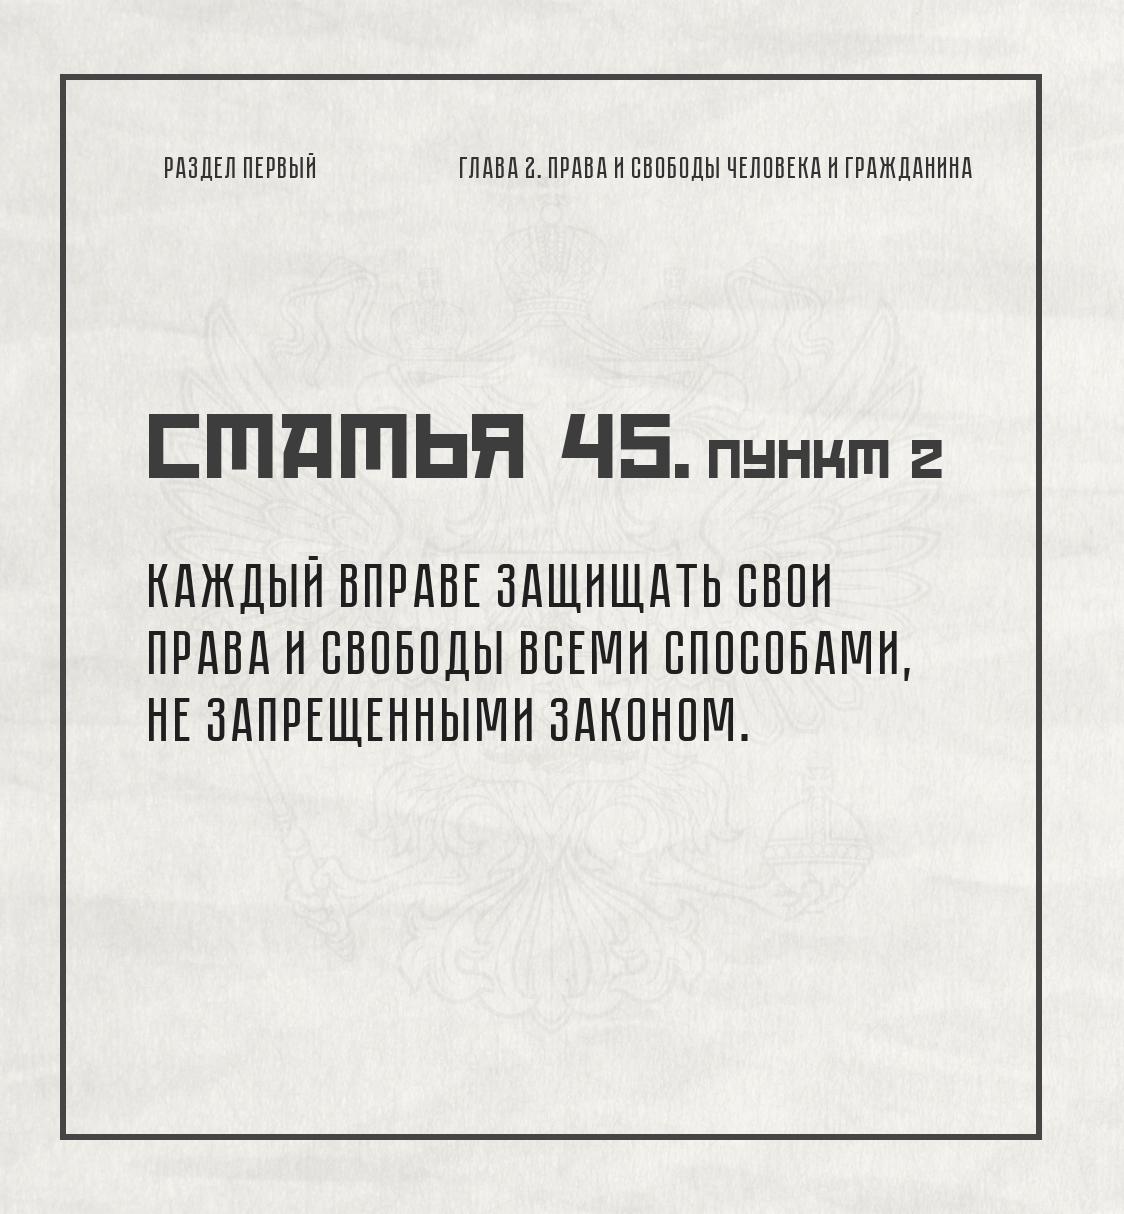 РАЗДЕЛ ПЕРВЫЙ
ГЛАВА 2. ПРАВА И СВОБОДЫ ЧЕЛОВЕКА И ГРАЖДАНИНА
СТАТЬЯ 45. ПУНКТ 2
КАЖДЫЙ ВПРАВЕ ЗАЩИЩАТЬ СВОИ
ПРАВА И СВОБОДЫ ВСЕМИ СПОСОБАМИ,
НЕ ЗАПРЕЩЕННЫМИ ЗАКОНОМ.